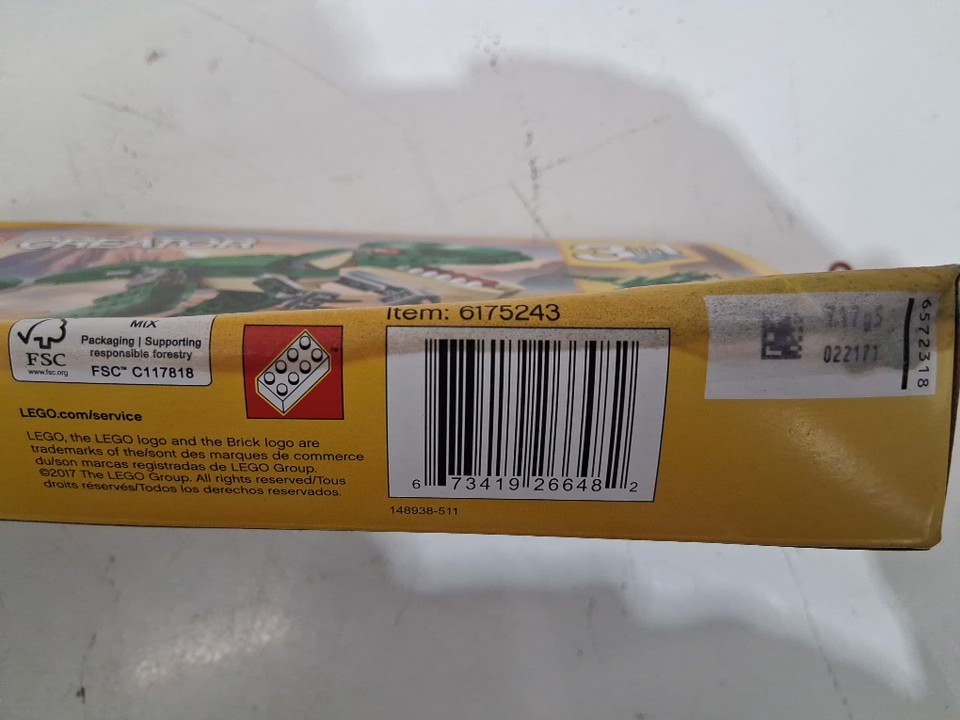 CREATOR
Item: 6175243
MIX
Packaging | Supporting
responsible forestry
FSC
www.fsc.org
FSC™ C117818
LEGO.com/service
LEGO, the LEGO logo and the Brick logo are
trademarks of the/sont des marques de commerce
du/son marcas registradas de LEGO Group.
©2017 The LEGO Group. All rights reserved/Tous
droits réservés/Todos los derechos reservados.
6 73419 26648 2
148938-511
022171
6572318